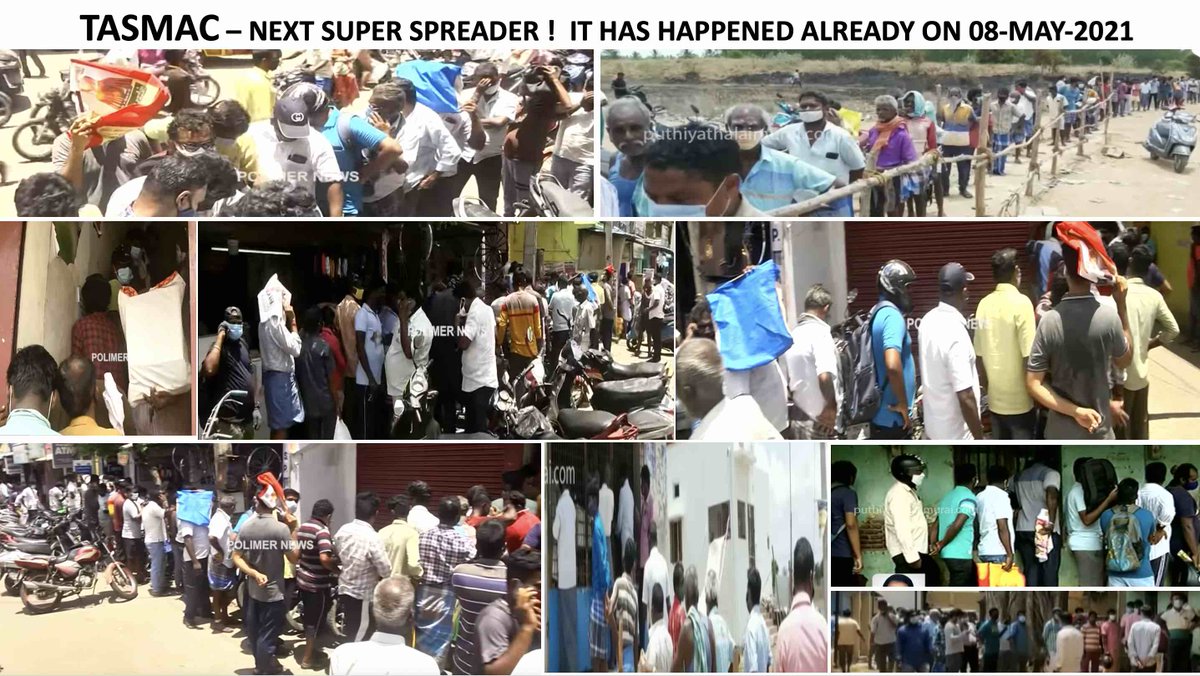 TASMAC – NEXT SUPER SPREADER ! IT HAS HAPPENED ALREADY ON 08-MAY-2021
POLIMER NEWS
puthiyathalaimurai.com
POLIMER
POLIMER NEWS
POLIMER NEWS
ATM
POLIMER NEWS
.com
puthiyathalaimurai.com